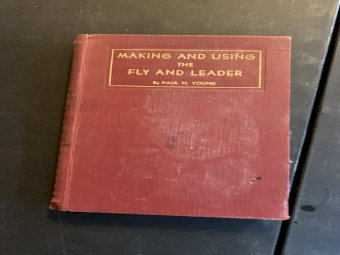 MAKING AND USING
THE
FLY AND LEADER
By PAUL H. YOUNG